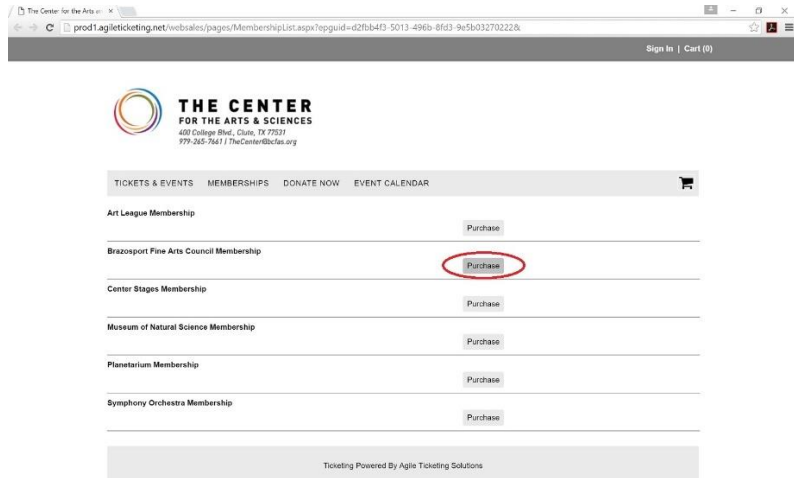 The Center for the Arts an
prod1.agileticketing.net/websales/pages/MembershipList.aspx?epguid=d2fbb4f3-5013-496b-8fd3-9e5b03270222&
Sign In | Cart (0)
THE CENTER
FOR THE ARTS & SCIENCES
400 College Blvd., Clute, TX 77531
979-265-7661 | TheCenter@bcfas.org
TICKETS & EVENTS MEMBERSHIPS DONATE NOW EVENT CALENDAR
Art League Membership
Purchase
Brazosport Fine Arts Council Membership
Purchase
Center Stages Membership
Purchase
Museum of Natural Science Membership
Purchase
Planetarium Membership
Purchase
Symphony Orchestra Membership
Purchase
Ticketing Powered By Agile Ticketing Solutions